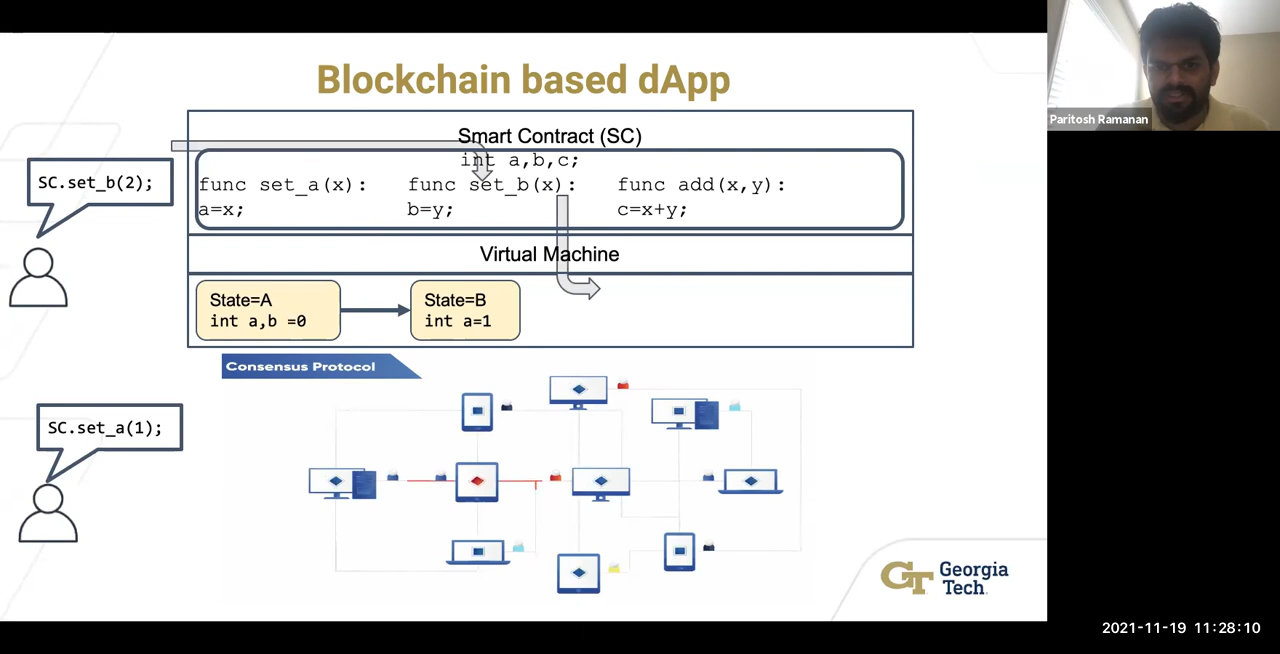 Blockchain based dApp
Paritosh Ramanan
Smart Contract (SC)
int a,b,c;
SC.set_b(2);
func set_a(x): func set_b(x): func add(x,y):
a=x; b=y; c=x+y;
Virtual Machine
State=A State=B
int a,b =0 int a=1
Consensus Protocol
SC.set_a(1);
GT Georgia
Tech
2021-11-19 11:28:10